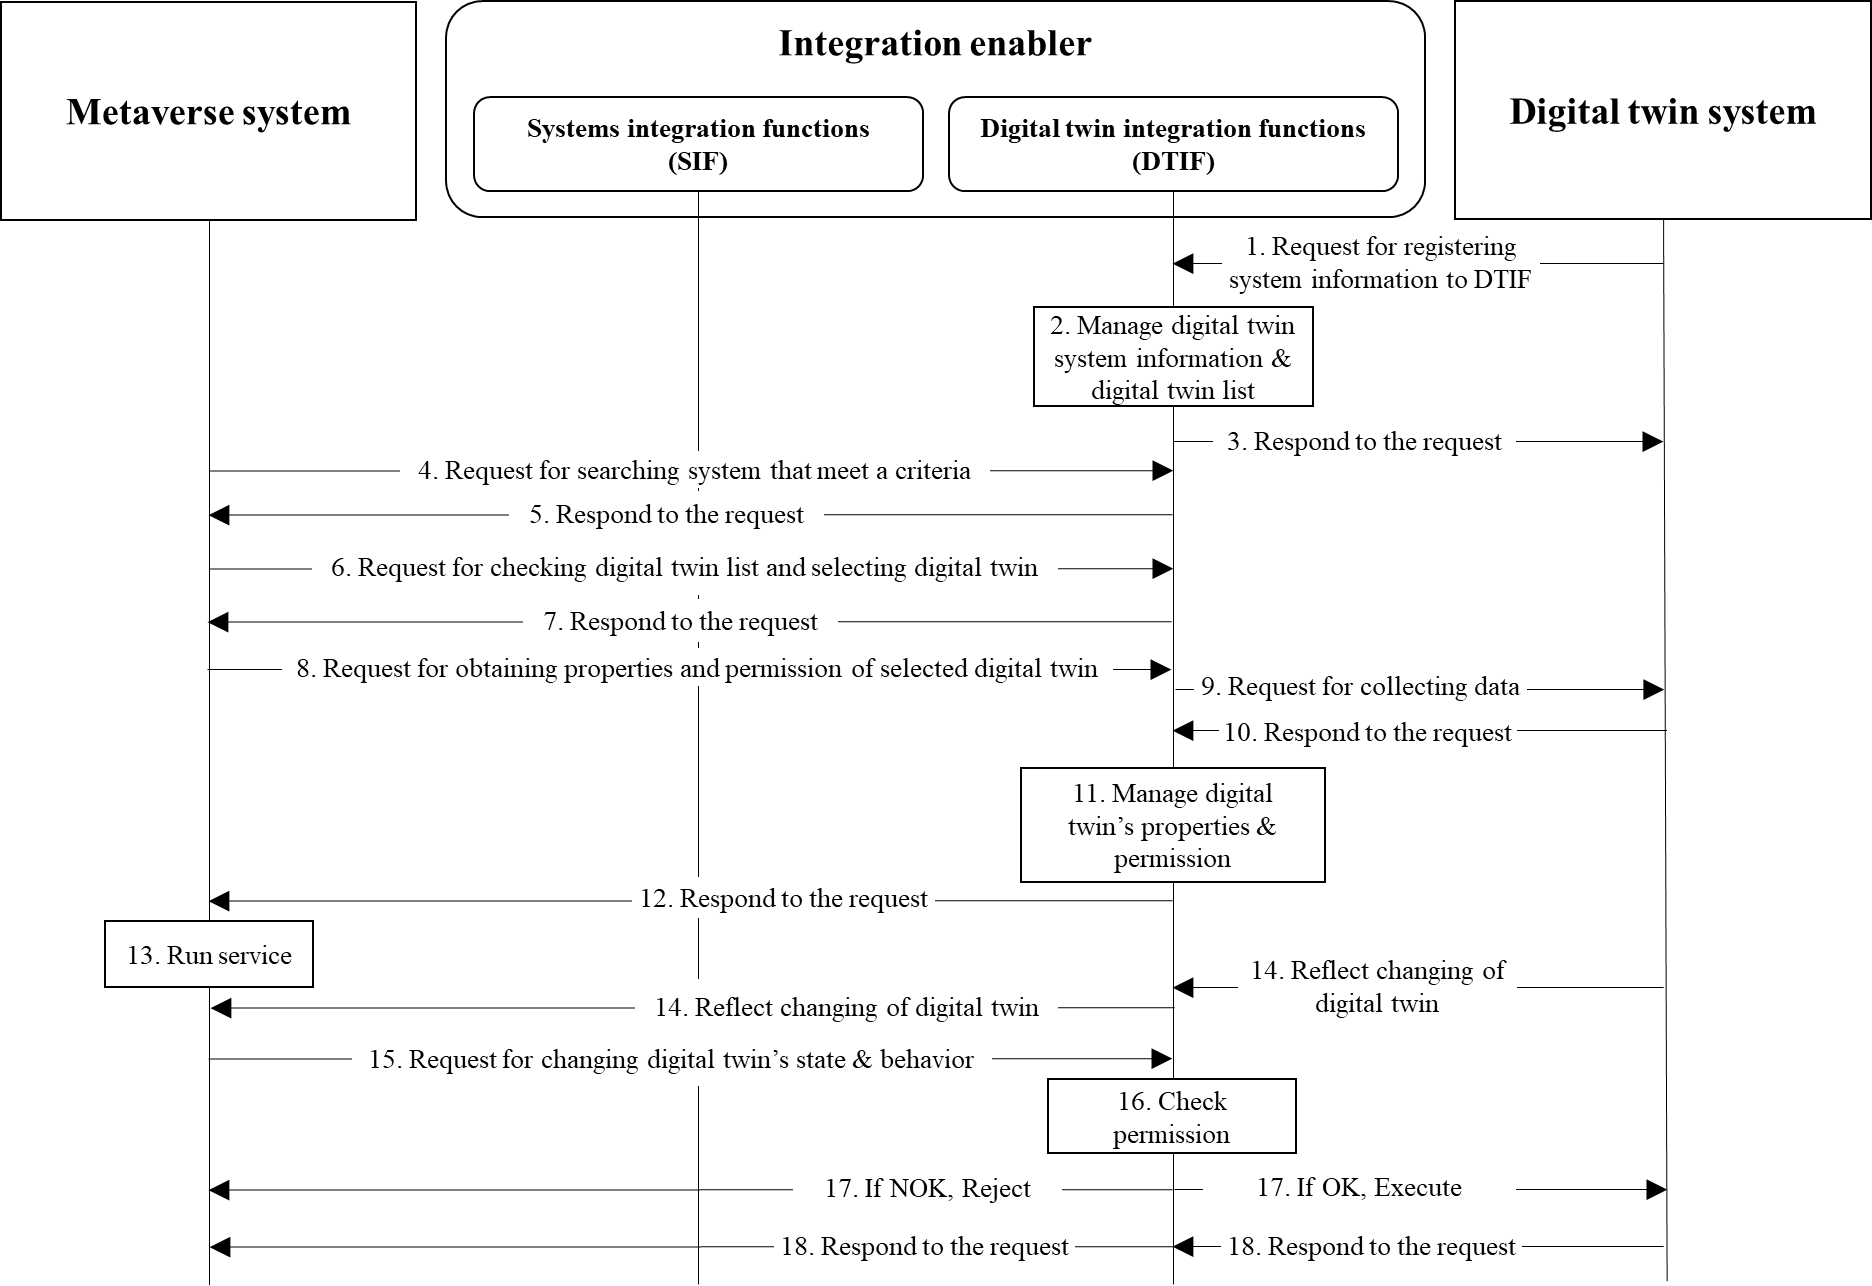 Metaverse system
Integration enabler
Systems integration functions
(SIF)
Digital twin integration functions
(DTIF)
Digital twin system
1. Request for registering
system information to DTIF
2. Manage digital twin
system information &
digital twin list
3. Respond to the request
4. Request for searching system that meet a criteria
5. Respond to the request
6. Request for checking digital twin list and selecting digital twin
7. Respond to the request
8. Request for obtaining properties and permission of selected digital twin
9. Request for collecting data
10. Respond to the request
11. Manage digital
twin’s properties &
permission
12. Respond to the request
13. Run service
14. Reflect changing of
digital twin
14. Reflect changing of digital twin
15. Request for changing digital twin’s state & behavior
16. Check
permission
17. If NOK, Reject
17. If OK, Execute
18. Respond to the request
18. Respond to the request